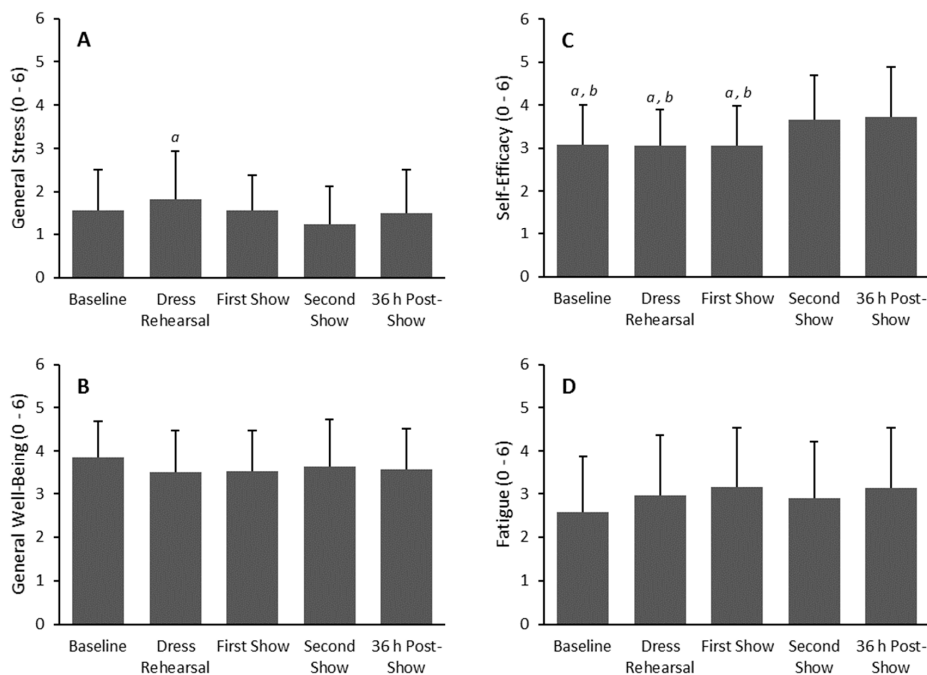 A
General Stress (0 - 6)
6
5
4
3
2
1
0
a
Baseline
Dress
Rehearsal
First Show
Second
Show
36 h Post-
Show
C
Self-Efficacy (0 - 6)
6
5
4
3
2
1
0
a, b
a, b
a, b
Baseline
Dress
Rehearsal
First Show
Second
Show
36 h Post-
Show
B
General Well-Being (0 - 6)
6
5
4
3
2
1
0
Baseline
Dress
Rehearsal
First Show
Second
Show
36 h Post-
Show
D
Fatigue (0 - 6)
6
5
4
3
2
1
0
Baseline
Dress
Rehearsal
First Show
Second
Show
36 h Post-
Show